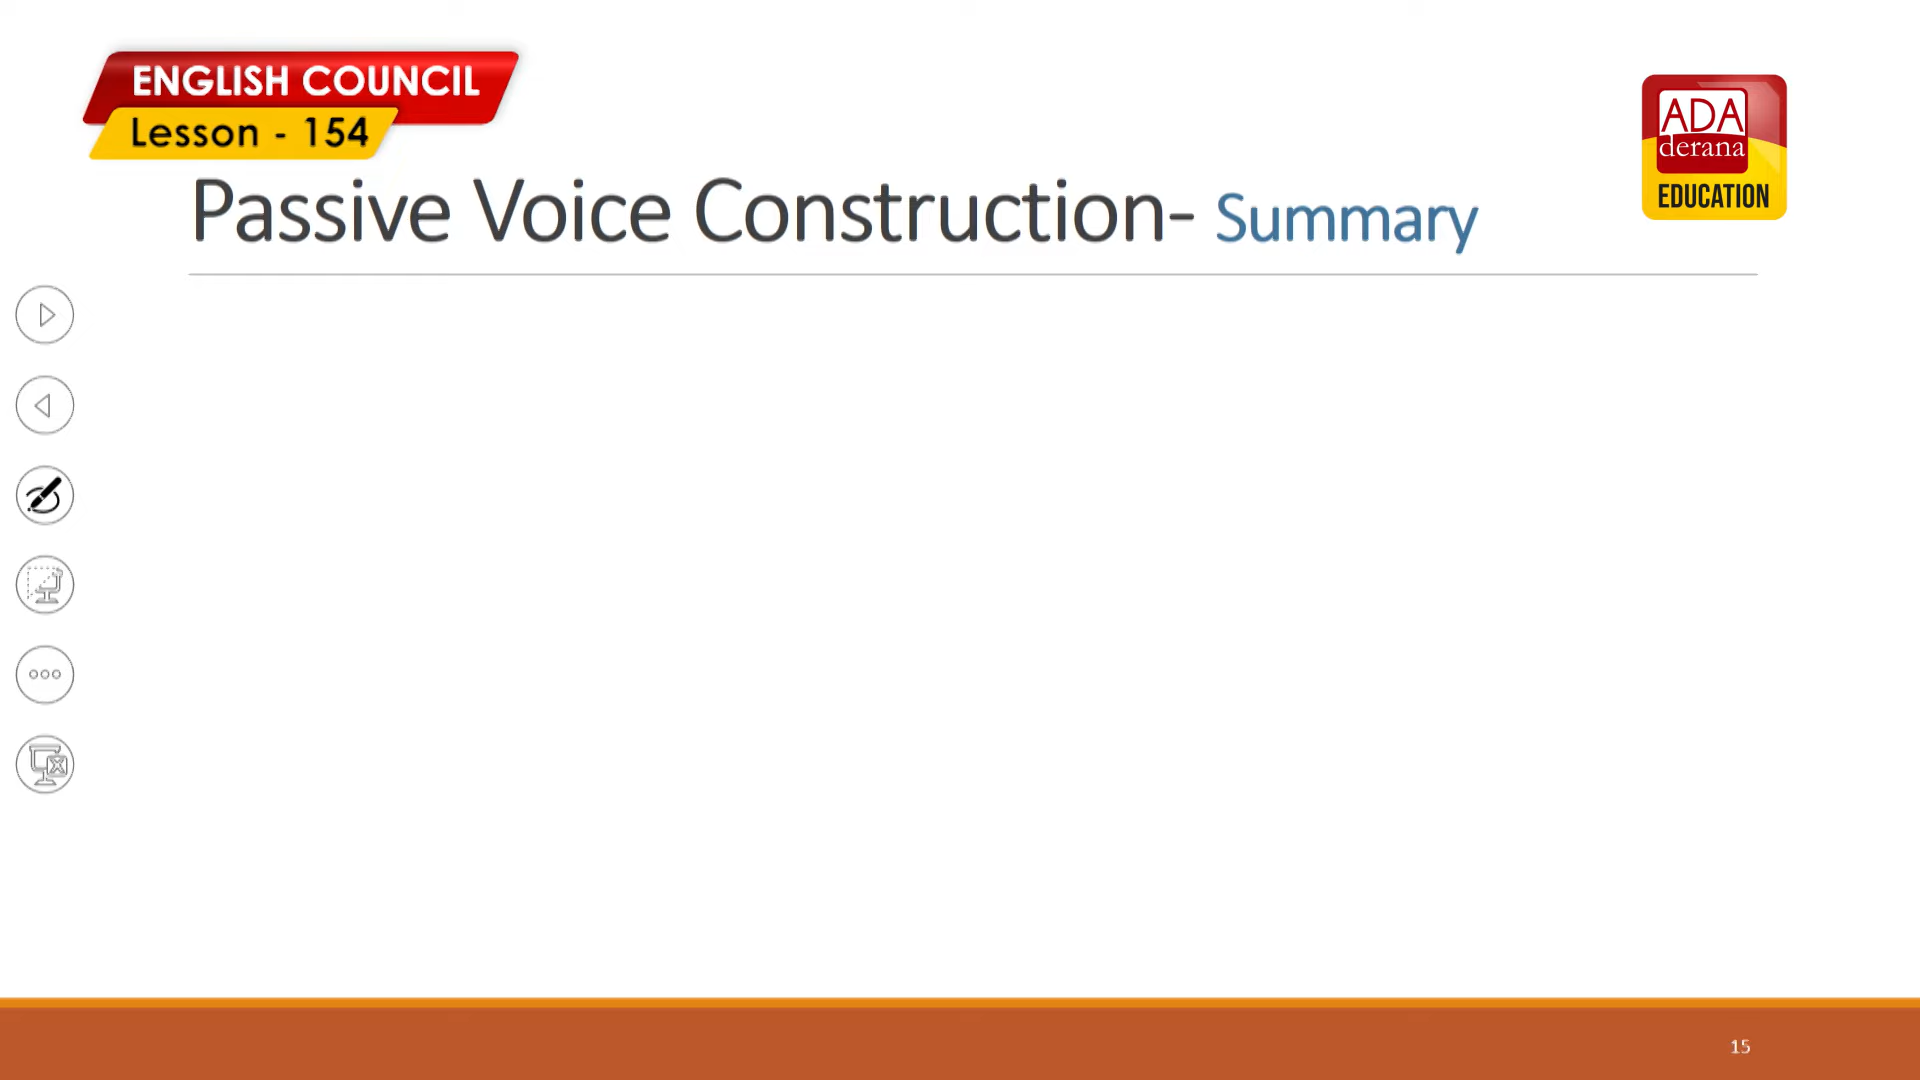 ENGLISH COUNCIL
Lesson - 154
ADA
derana
EDUCATION
Passive Voice Construction- Summary
15